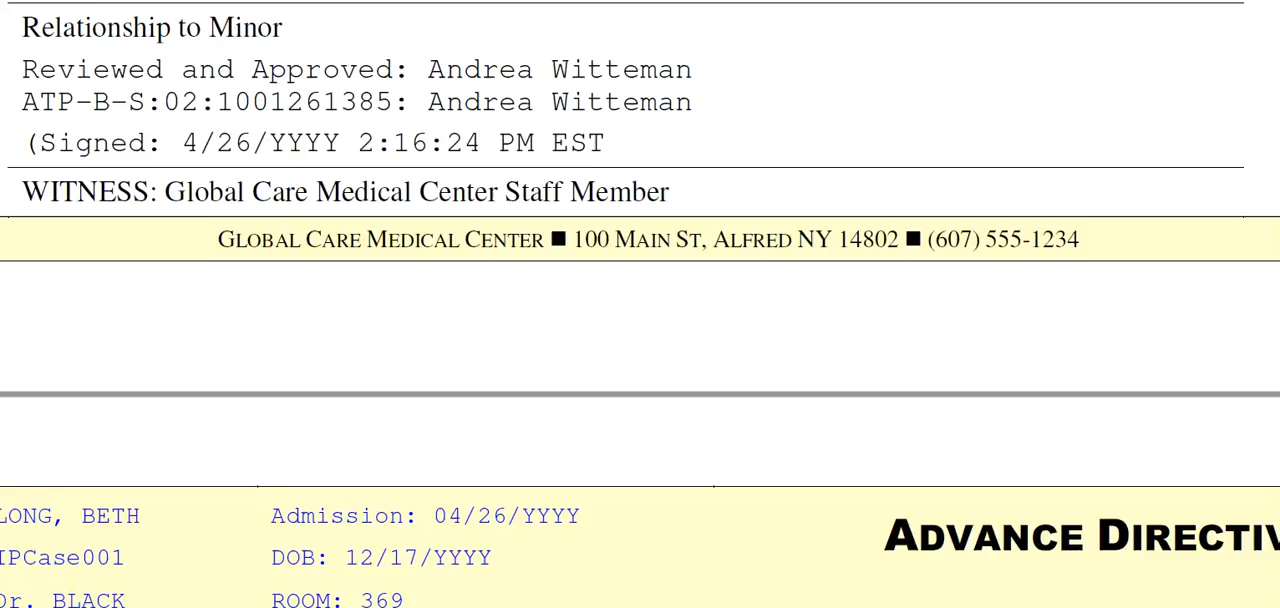 Relationship to Minor
Reviewed and Approved: Andrea Witteman
ATP-B-S:02:1001261385: Andrea Witteman
(Signed: 4/26/YYYY 2:16:24 PM EST
WITNESS: Global Care Medical Center Staff Member
GLOBAL CARE MEDICAL CENTER ■ 100 MAIN ST, ALFRED NY 14802 ■ (607) 555-1234
LONG, BETH Admission: 04/26/YYYY
ADVANCE DIRECTIV
IPCase001 DOB: 12/17/YYYY
Dr. BLACK ROOM: 369